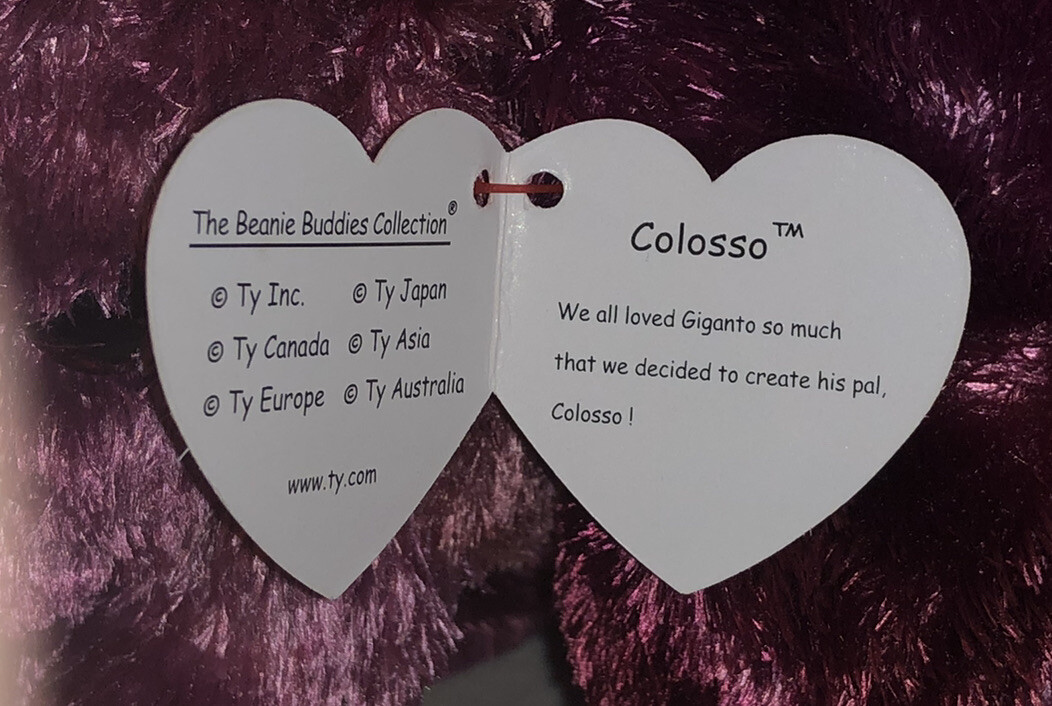 The Beanie Buddies Collection®
© Ty Inc. © Ty Japan
© Ty Canada © Ty Asia
© Ty Europe © Ty Australia
www.ty.com
Colosso™
We all loved Giganto so much
that we decided to create his pal,
Colosso !